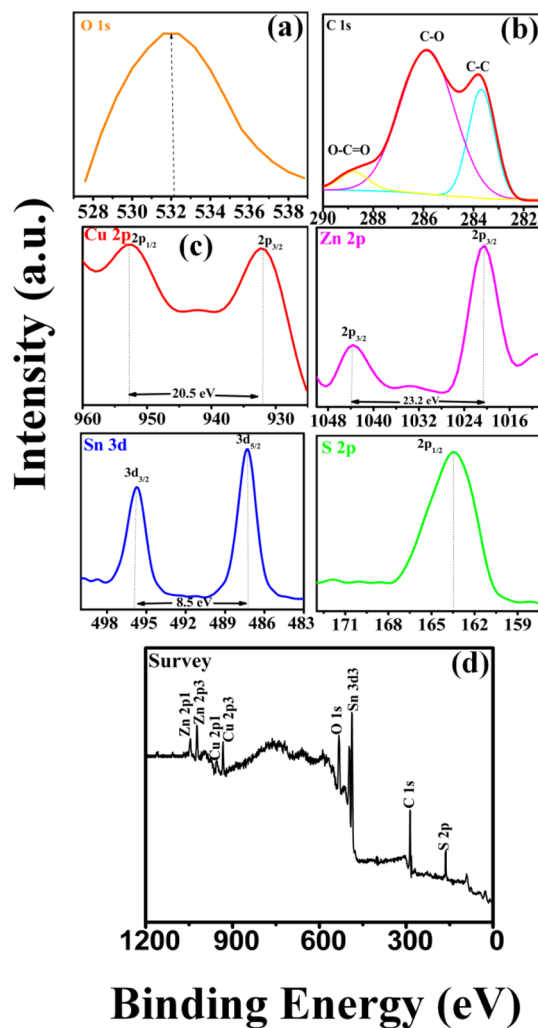 Intensity (a.u.)
O 1s
(a)
528 530 532 534 536 538
C 1s
(b)
C-O
C-C
O-C=O
290 288 286 284 282
Cu 2p
2p1/2
(c)
2p3/2
20.5 eV
960 950 940 930
Zn 2p
2p3/2
2p3/2
23.2 eV
1048 1040 1032 1024 1016
Sn 3d
3d3/2
3d5/2
8.5 eV
498 495 492 489 486 483
S 2p
2p1/2
171 168 165 162 159
Survey
(d)
Zn 2p1
Zn 2p3
Cu 2p1
Cu 2p3
O 1s
Sn 3d3
C 1s
S 2p
1200 900 600 300 0
Binding Energy (eV)